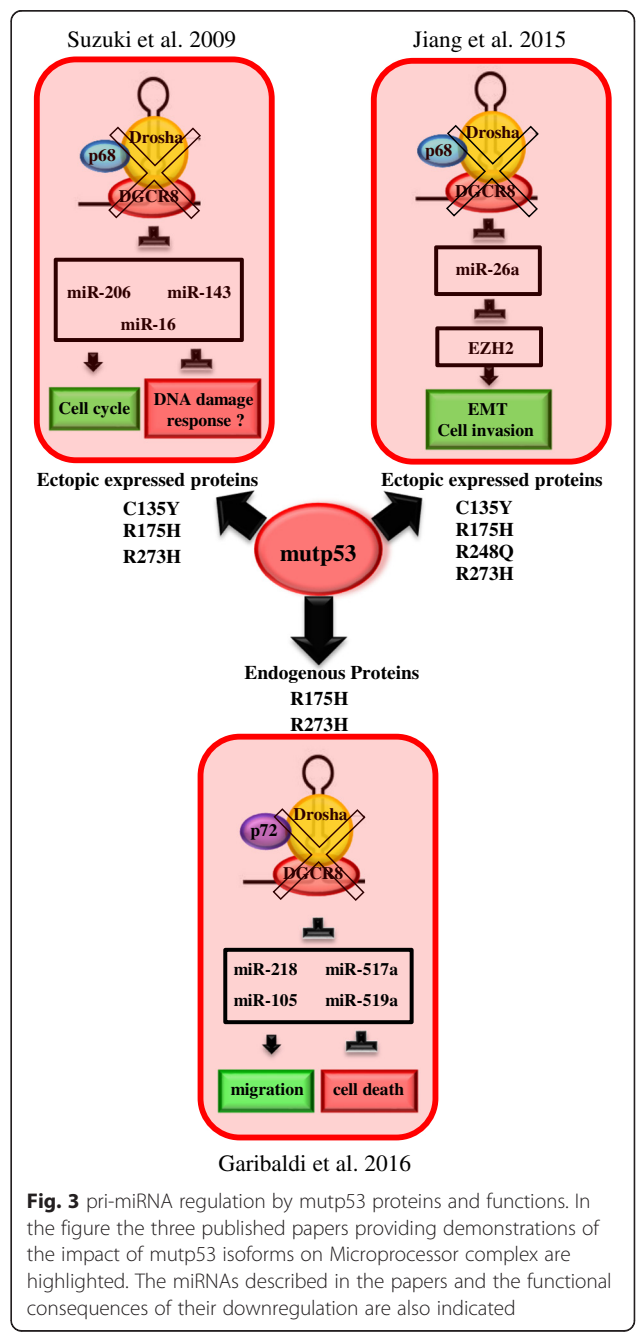 Suzuki et al. 2009
Jiang et al. 2015
Drosha
p68
DGCR8
miR-206 miR-143
miR-16
Cell cycle
DNA damage
response ?
Drosha
p68
DGCR8
miR-26a
EZH2
EMT
Cell invasion
Ectopic expressed proteins
C135Y
R175H
R273H
Ectopic expressed proteins
C135Y
R175H
R248Q
R273H
mutp53
Endogenous Proteins
R175H
R273H
Drosha
p72
DGCR8
miR-218 miR-517a
miR-105 miR-519a
migration
cell death
Garibaldi et al. 2016
Fig. 3 pri-miRNA regulation by mutp53 proteins and functions. In
the figure the three published papers providing demonstrations of
the impact of mutp53 isoforms on Microprocessor complex are
highlighted. The miRNAs described in the papers and the functional
consequences of their downregulation are also indicated